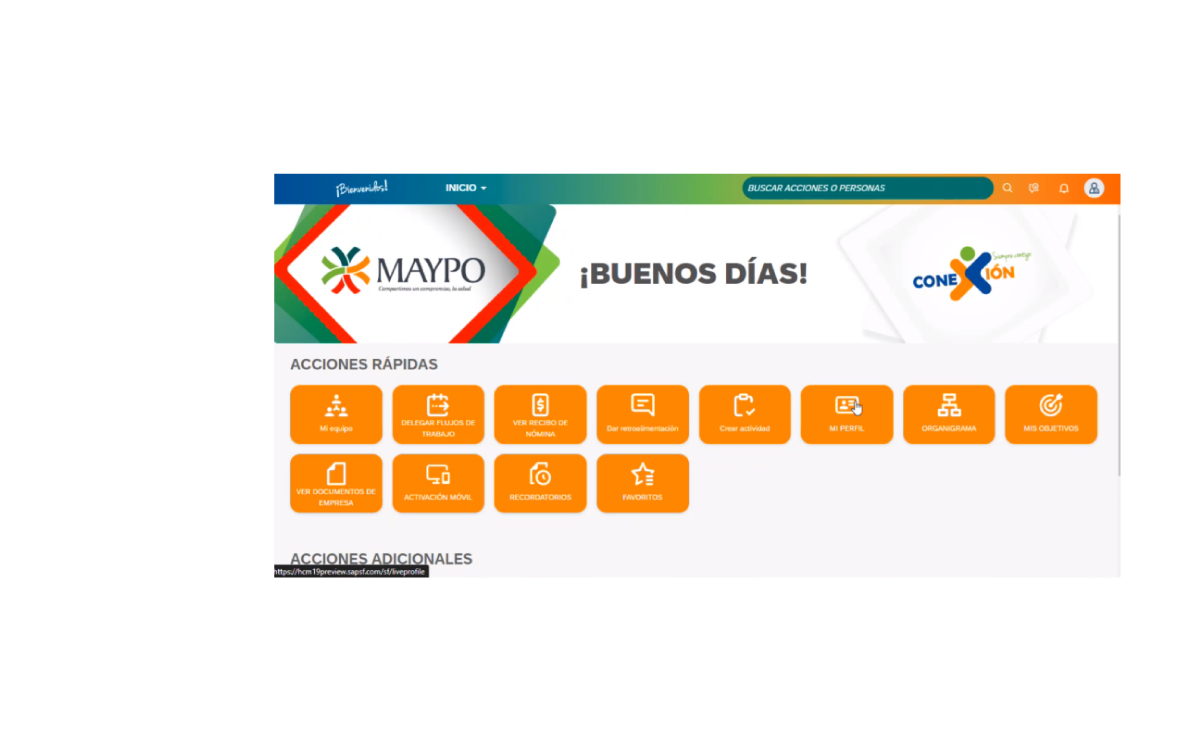 ¡Bienvenidos!
INICIO
BUSCAR ACCIONES O PERSONAS
MAYPO
Compartimos un compromiso, la salud
¡BUENOS DÍAS!
Siempre contigo
CONEXIÓN
ACCIONES RÁPIDAS
Mi equipo
DELEGAR FLUJOS DE
TRABAJO
VER RECIBO DE
NÓMINA
Dar retroalimentación
Crear actividad
MI PERFIL
ORGANIGRAMA
MIS OBJETIVOS
VER DOCUMENTOS DE
EMPRESA
ACTIVACIÓN MÓVIL
RECORDATORIOS
FAVORITOS
ACCIONES ADICIONALES
https://hcm19preview.sapsf.com/sf/liveprofile